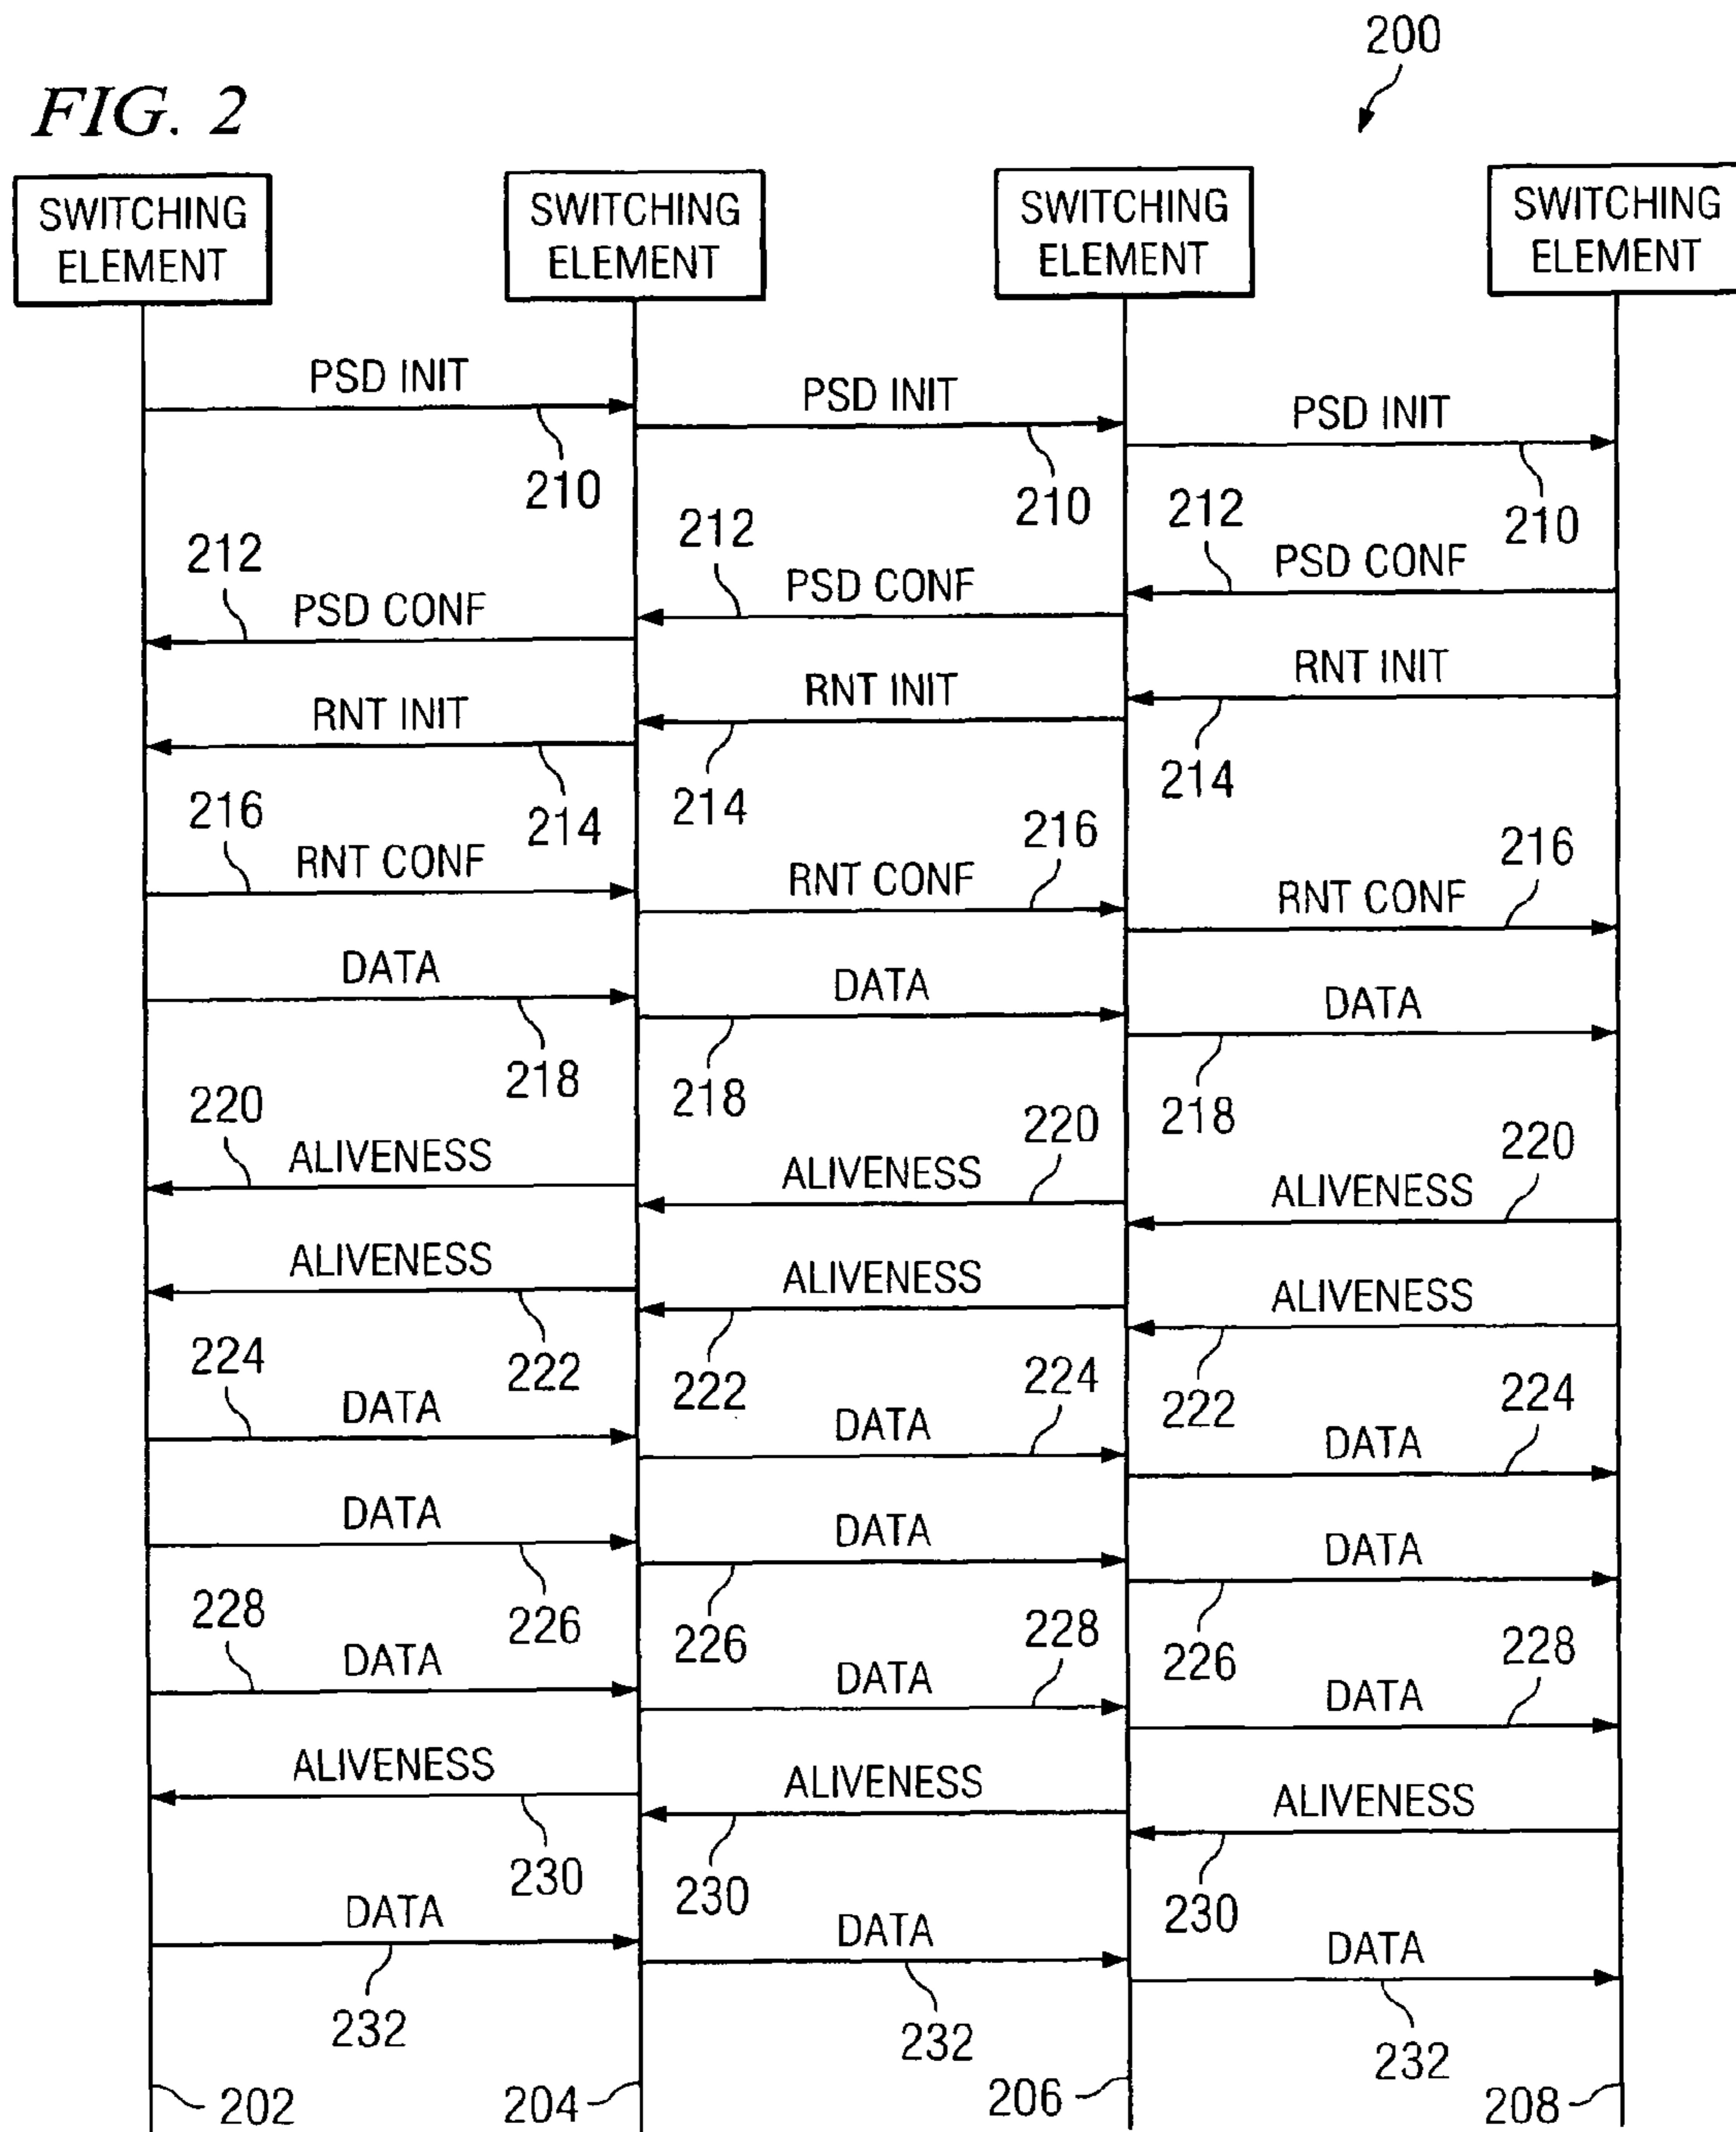 200
FIG. 2
SWITCHING ELEMENT
SWITCHING ELEMENT
SWITCHING ELEMENT
SWITCHING ELEMENT
PSD INIT
PSD INIT
PSD INIT
210
210
210
212
212
212
PSD CONF
PSD CONF
PSD CONF
RNT INIT
RNT INIT
RNT INIT
214
214
214
216
216
216
RNT CONF
RNT CONF
RNT CONF
DATA
DATA
DATA
218
218
218
220
220
220
ALIVENESS
ALIVENESS
ALIVENESS
ALIVENESS
ALIVENESS
ALIVENESS
222
222
222
224
224
224
DATA
DATA
DATA
DATA
DATA
DATA
226
226
226
228
228
228
DATA
DATA
DATA
ALIVENESS
ALIVENESS
ALIVENESS
230
230
230
DATA
DATA
DATA
232
232
232
202
204
206
208